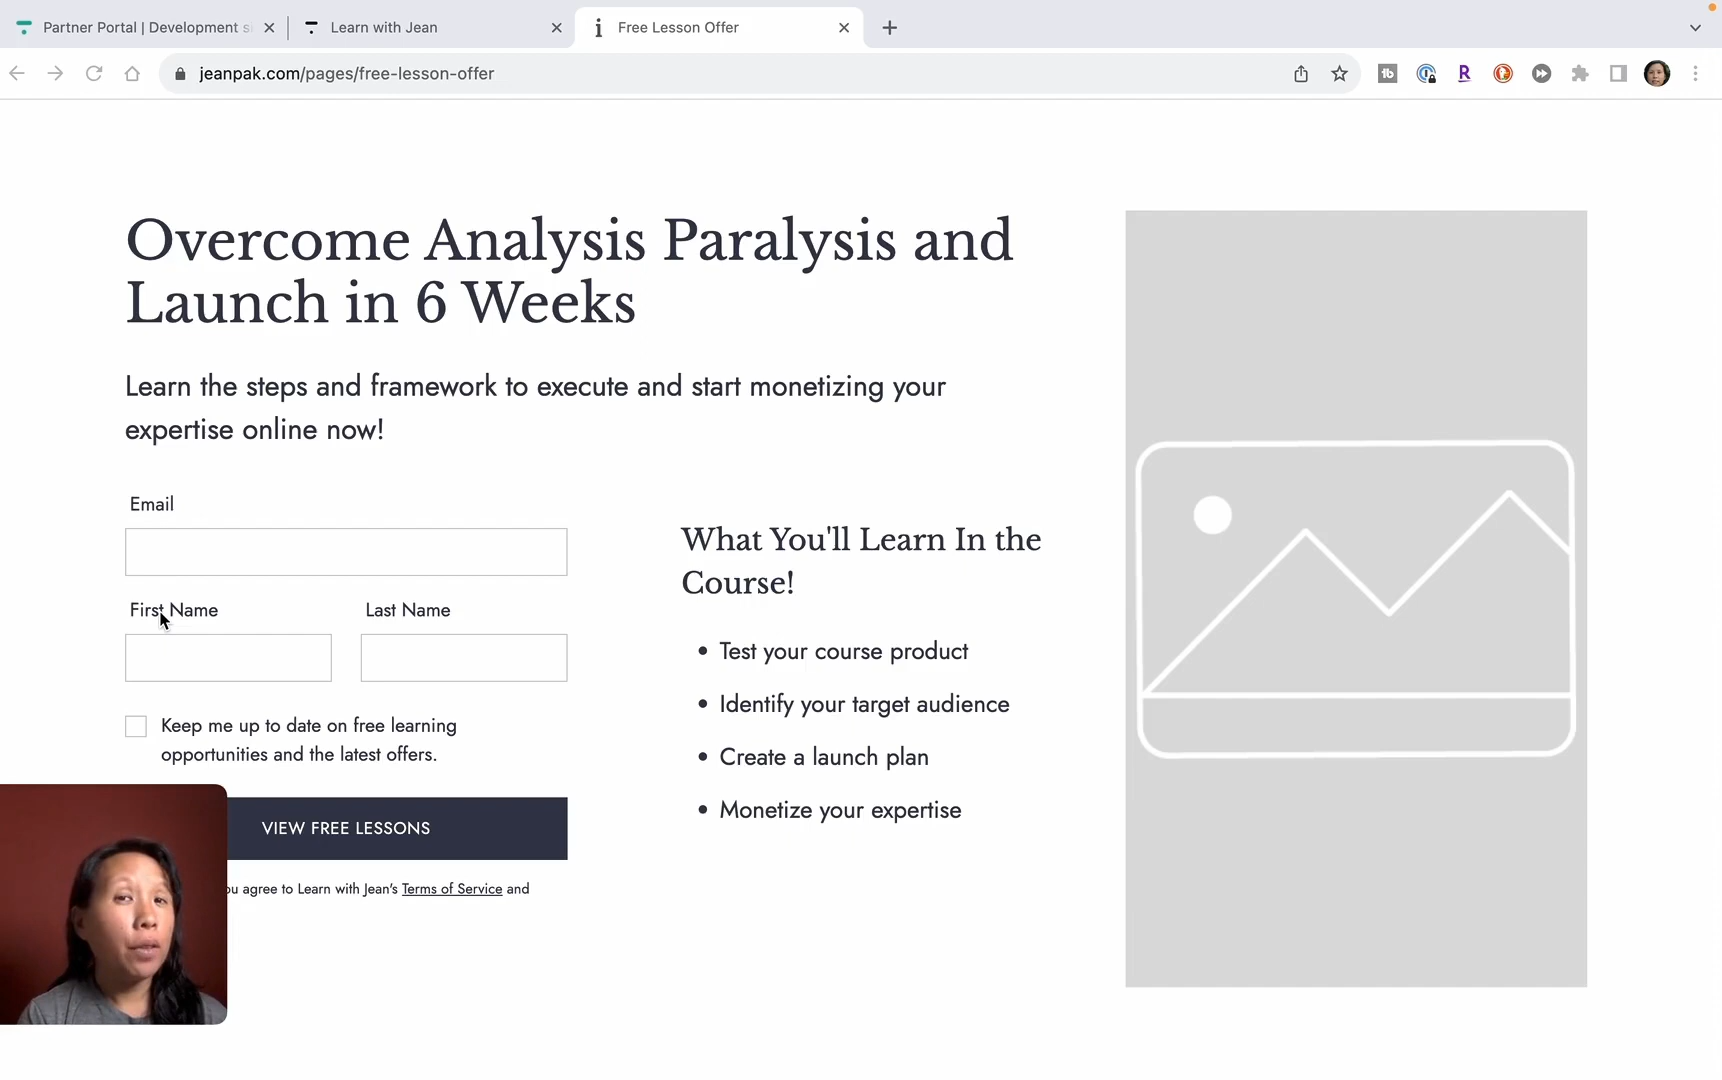 Partner Portal | Development s
Learn with Jean
Free Lesson Offer
jeanpak.com/pages/free-lesson-offer
Overcome Analysis Paralysis and
Launch in 6 Weeks
Learn the steps and framework to execute and start monetizing your
expertise online now!
Email
First Name
Last Name
Keep me up to date on free learning
opportunities and the latest offers.
VIEW FREE LESSONS
ou agree to Learn with Jean's Terms of Service and
What You'll Learn In the
Course!
• Test your course product
• Identify your target audience
• Create a launch plan
• Monetize your expertise